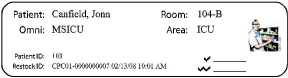 Patient: Canfield, Jonn Room: 104-B
Omni: MSICU Area: ICU
Patient ID: 103
Restock ID: CPC01-0000000007 02/13/08 10:01 AM